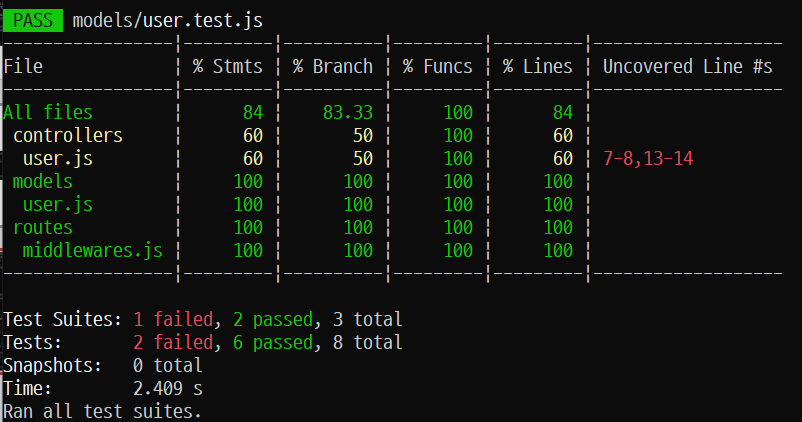 PASS models/user.test.js
----------------|---------|----------|---------|---------|-------------------
File            | % Stmts | % Branch | % Funcs | % Lines | Uncovered Line #s
----------------|---------|----------|---------|---------|-------------------
All files       |      84 |    83.33 |     100 |      84 |
 controllers    |      60 |       50 |     100 |      60 |
  user.js       |      60 |       50 |     100 |      60 | 7-8,13-14
 models         |     100 |      100 |     100 |     100 |
  user.js       |     100 |      100 |     100 |     100 |
 routes         |     100 |      100 |     100 |     100 |
  middlewares.js |     100 |      100 |     100 |     100 |
----------------|---------|----------|---------|---------|-------------------
Test Suites: 1 failed, 2 passed, 3 total
Tests:       2 failed, 6 passed, 8 total
Snapshots:   0 total
Time:        2.409 s
Ran all test suites.